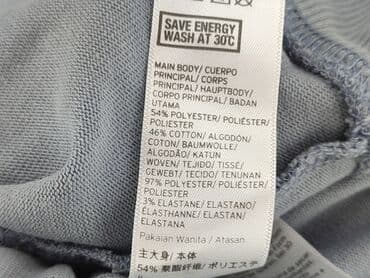 SAVE ENERGY
WASH AT 30°C
MAIN BODY/ CUERPO
PRINCIPAL/ CORPS
PRINCIPAL/ HAUPTBODY/
CORPO PRINCIPAL/ BADAN
UTAMA
54% POLYESTER/ POLIÉSTER/
POLIESTER
46% COTTON/ ALGODÓN/
COTON/ BAUMWOLLE/
ALGODÃO/ KATUN
WOVEN/ TEJIDO/ TISSÉ/
GEWEBT/ TECIDO/ TENUNAN
97% POLYESTER/ POLIÉSTER/
POLIESTER
3% ELASTANE/ ELASTANO/
ÉLASTHANNE/ ELASTAN/
ELASTANO
Pakaian Wanita / Atasan
主大身/ 本体
54% 聚酯纤维/ ポリエステ